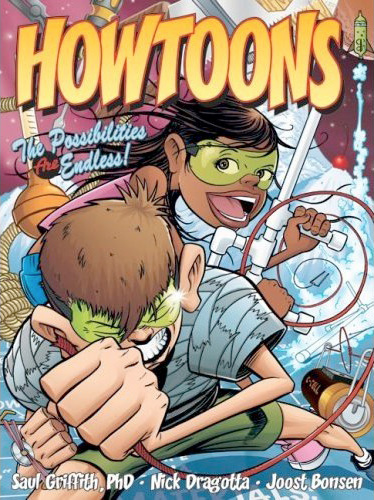 HOWTOONS
The Possibilities
Are Endless!
Saul Griffith, PhD · Nick Dragotta · Joost Bonsen